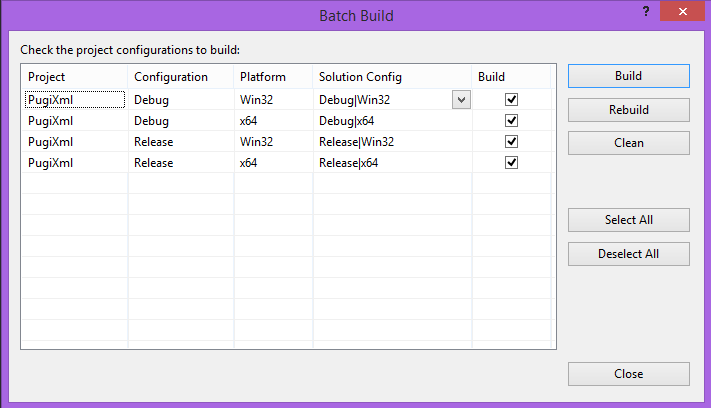 Batch Build
?
Check the project configurations to build:
Project Configuration Platform Solution Config Build
PugiXml Debug Win32 Debug|Win32
PugiXml Debug x64 Debug|x64
PugiXml Release Win32 Release|Win32
PugiXml Release x64 Release|x64
Build
Rebuild
Clean
Select All
Deselect All
Close